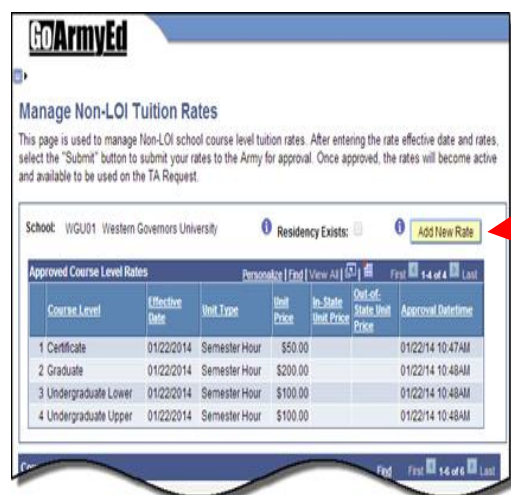 GoArmyEd
Manage Non-LOI Tuition Rates
This page is used to manage Non-LOI school course level tuition rates. After entering the rate effective date and rates,
select the "Submit" button to submit your rates to the Army for approval. Once approved, the rates will become active
and available to be used on the TA Request.
School: WGU01 Western Governors University Residency Exists: Add New Rate
Approved Course Level Rates Personalize | Find | View All | First 1-4 of 4 Last
Course Level Effective Date Unit Type Unit Price In-State Unit Price Out-of-State Unit Price Approval Datetime
1 Certificate 01/22/2014 Semester Hour $50.00 01/22/14 10:47AM
2 Graduate 01/22/2014 Semester Hour $200.00 01/22/14 10:48AM
3 Undergraduate Lower 01/22/2014 Semester Hour $100.00 01/22/14 10:48AM
4 Undergraduate Upper 01/22/2014 Semester Hour $100.00 01/22/14 10:48AM
Find First 1-6 of 6 Last